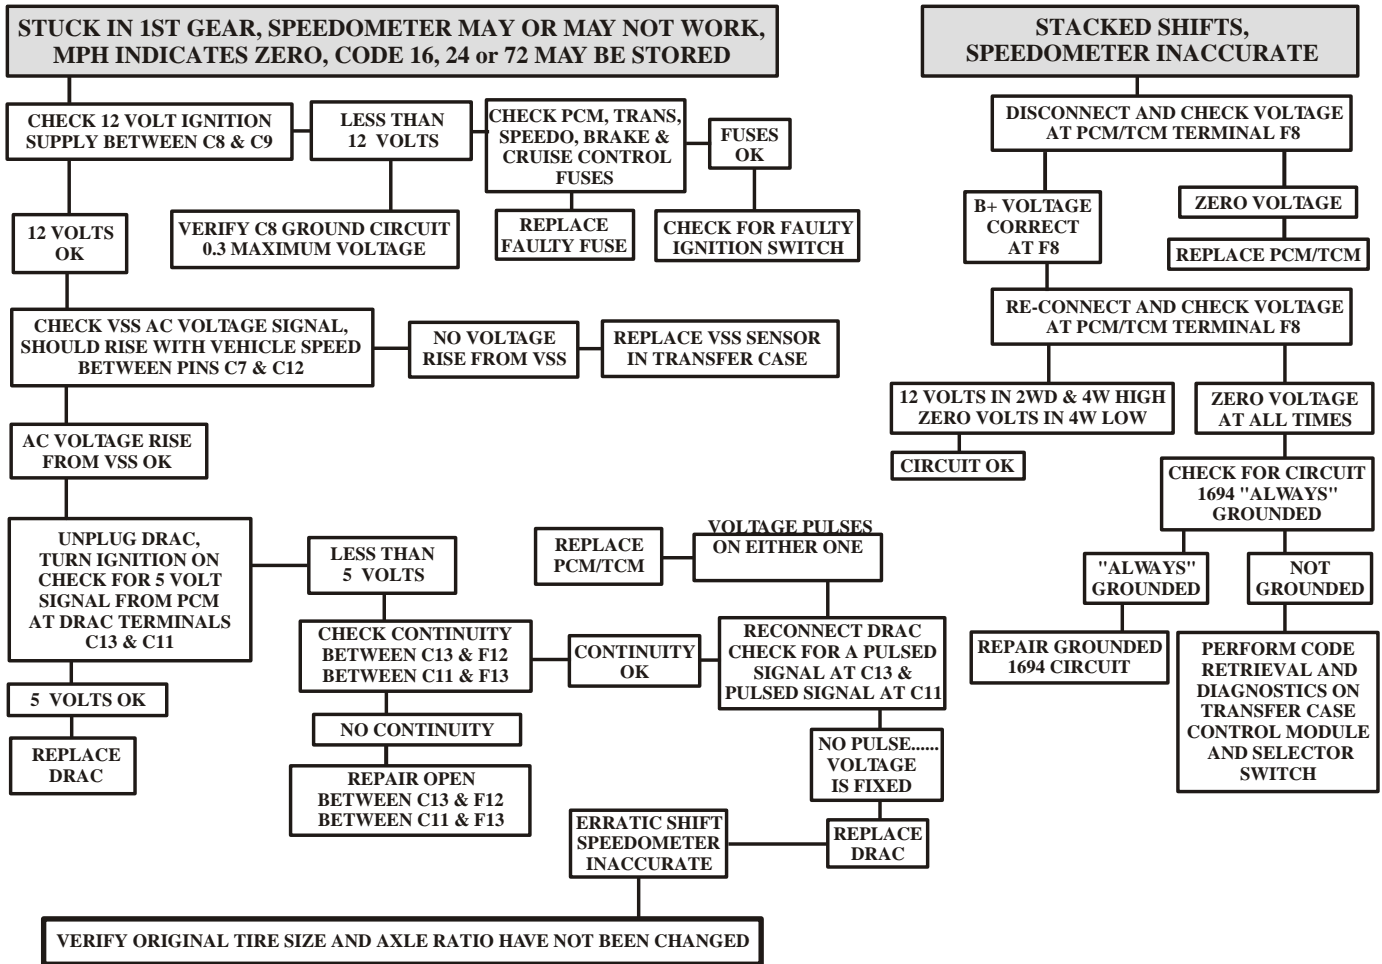 STUCK IN 1ST GEAR, SPEEDOMETER MAY OR MAY NOT WORK,
MPH INDICATES ZERO, CODE 16, 24 or 72 MAY BE STORED
CHECK 12 VOLT IGNITION
SUPPLY BETWEEN C8 & C9
LESS THAN
12 VOLTS
CHECK PCM, TRANS,
SPEEDO, BRAKE &
CRUISE CONTROL
FUSES
FUSES
OK
12 VOLTS
OK
VERIFY C8 GROUND CIRCUIT
0.3 MAXIMUM VOLTAGE
REPLACE
FAULTY FUSE
CHECK FOR FAULTY
IGNITION SWITCH
CHECK VSS AC VOLTAGE SIGNAL,
SHOULD RISE WITH VEHICLE SPEED
BETWEEN PINS C7 & C12
NO VOLTAGE
RISE FROM VSS
REPLACE VSS SENSOR
IN TRANSFER CASE
AC VOLTAGE RISE
FROM VSS OK
UNPLUG DRAC,
TURN IGNITION ON
CHECK FOR 5 VOLT
SIGNAL FROM PCM
AT DRAC TERMINALS
C13 & C11
LESS THAN
5 VOLTS
REPLACE
PCM/TCM
VOLTAGE PULSES
ON EITHER ONE
CHECK CONTINUITY
BETWEEN C13 & F12
BETWEEN C11 & F13
CONTINUITY
OK
RECONNECT DRAC
CHECK FOR A PULSED
SIGNAL AT C13 &
PULSED SIGNAL AT C11
5 VOLTS OK
REPLACE
DRAC
NO CONTINUITY
REPAIR OPEN
BETWEEN C13 & F12
BETWEEN C11 & F13
NO PULSE......
VOLTAGE
IS FIXED
REPLACE
DRAC
ERRATIC SHIFT
SPEEDOMETER
INACCURATE
VERIFY ORIGINAL TIRE SIZE AND AXLE RATIO HAVE NOT BEEN CHANGED
STACKED SHIFTS,
SPEEDOMETER INACCURATE
DISCONNECT AND CHECK VOLTAGE
AT PCM/TCM TERMINAL F8
B+ VOLTAGE
CORRECT
AT F8
ZERO VOLTAGE
REPLACE PCM/TCM
RE-CONNECT AND CHECK VOLTAGE
AT PCM/TCM TERMINAL F8
12 VOLTS IN 2WD & 4W HIGH
ZERO VOLTS IN 4W LOW
ZERO VOLTAGE
AT ALL TIMES
CIRCUIT OK
CHECK FOR CIRCUIT
1694 "ALWAYS"
GROUNDED
"ALWAYS"
GROUNDED
NOT
GROUNDED
REPAIR GROUNDED
1694 CIRCUIT
PERFORM CODE
RETRIEVAL AND
DIAGNOSTICS ON
TRANSFER CASE
CONTROL MODULE
AND SELECTOR
SWITCH